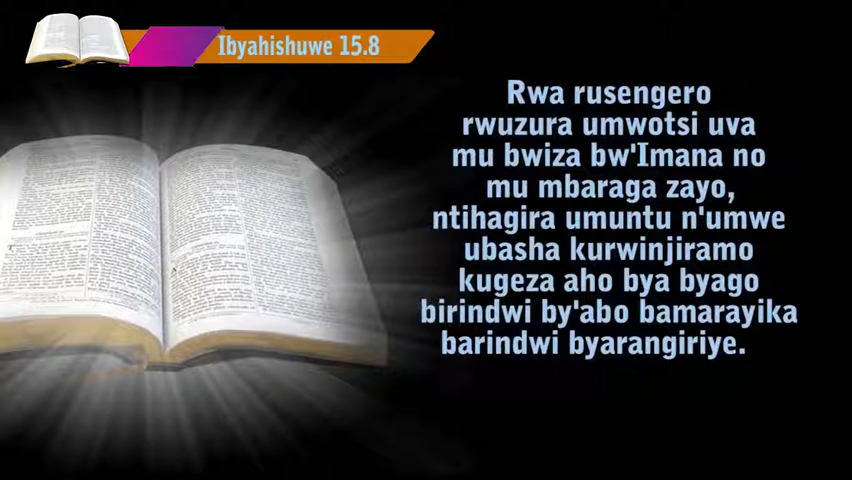 Ibyahishuwe 15.8
Rwa rusengero
rwuzura umwotsi uva
mu bwiza bw'Imana no
mu mbaraga zayo,
ntihagira umuntu n'umwe
ubasha kurwinjiramo
kugeza aho bya byago
birindwi by'abo bamarayika
barindwi byarangiriye.